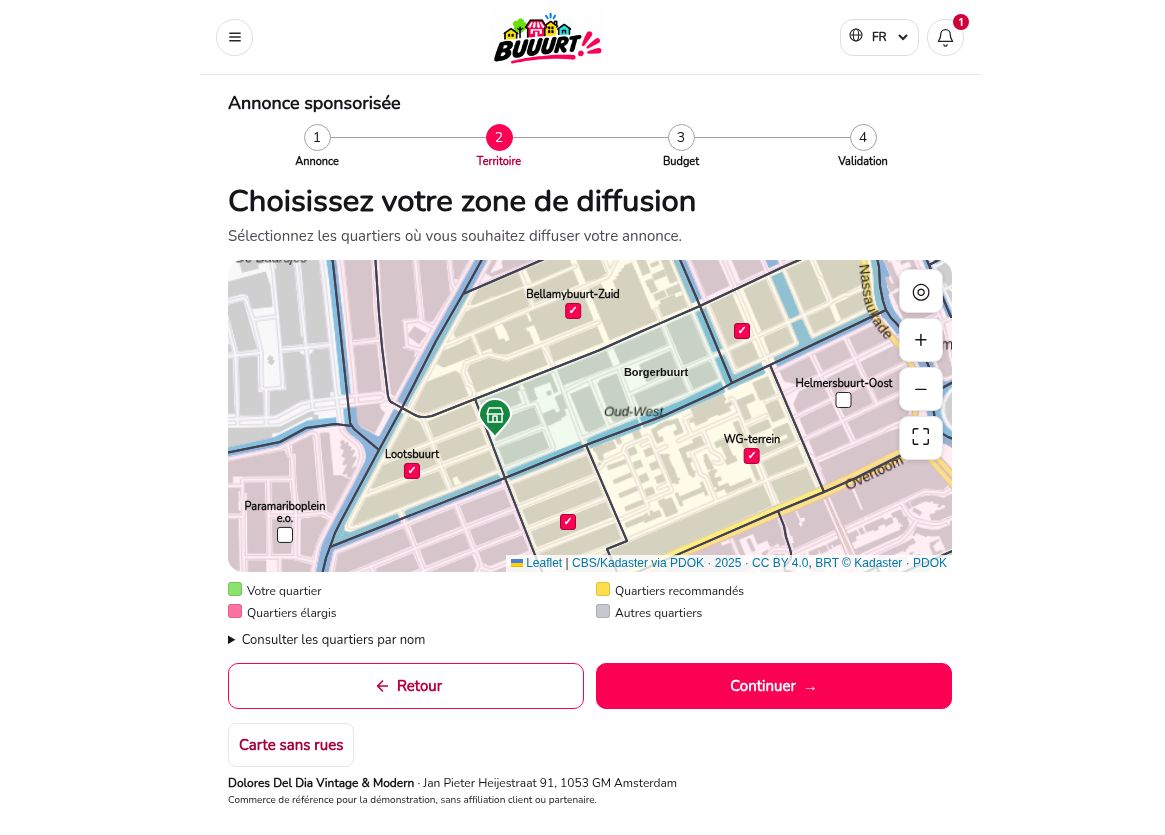 BUUURT!
FR
1
Annonce sponsorisée
1
2
3
4
Annonce
Territoire
Budget
Validation
Choisissez votre zone de diffusion
Sélectionnez les quartiers où vous souhaitez diffuser votre annonce.
Bellamybuurt-Zuid
Nassaukade
Borgerbuurt
Helmersbuurt-Oost
Oud-West
WG-terrein
Lootsbuurt
Overtoom
Paramariboplein
e.o.
Leaflet | CBS/Kadaster via PDOK · 2025 · CC BY 4.0, BRT © Kadaster · PDOK
Votre quartier
Quartiers recommandés
Quartiers élargis
Autres quartiers
Consulter les quartiers par nom
← Retour
Continuer →
Carte sans rues
Dolores Del Dia Vintage & Modern · Jan Pieter Heijestraat 91, 1053 GM Amsterdam
Commerce de référence pour la démonstration, sans affiliation client ou partenaire.